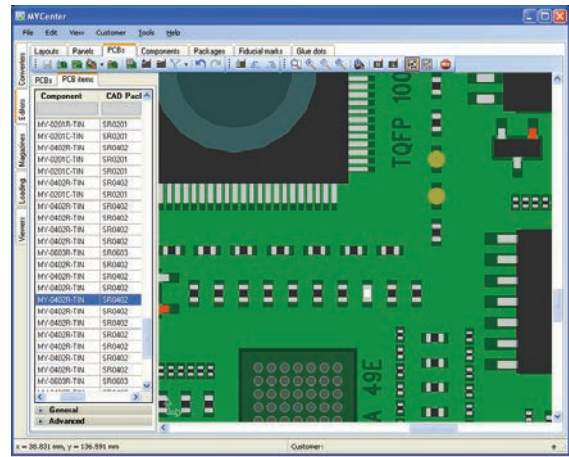 MYCenter
File Edit View Customer Tools Help
Layouts Panels PCBs Components Packages Fiducial marks Glue dots
Converters
Editors
Magazines
Loading
Viewers
PCBs PCB items
Component CAD Pacl
MY-0201R-TIN SR0201
MY-0201C-TIN SR0201
MY-0402R-TIN SR0402
MY-0201C-TIN SR0201
MY-0201C-TIN SR0201
MY-0402R-TIN SR0402
MY-0201C-TIN SR0201
MY-0402R-TIN SR0402
MY-0402R-TIN SR0402
MY-0402R-TIN SR0402
MY-0402R-TIN SR0402
MY-0603R-TIN SR0603
MY-0402R-TIN SR0402
MY-0402R-TIN SR0402
MY-0402R-TIN SR0402
MY-0402R-TIN SR0402
MY-0402R-TIN SR0402
MY-0402R-TIN SR0402
MY-0402R-TIN SR0402
MY-0402R-TIN SR0402
MY-0402R-TIN SR0402
MY-0402R-TIN SR0402
MY-0603R-TIN SR0603
General
Advanced
TQFP 100
A 49E
x = 38.831 mm, y = 136.591 mm Customer: